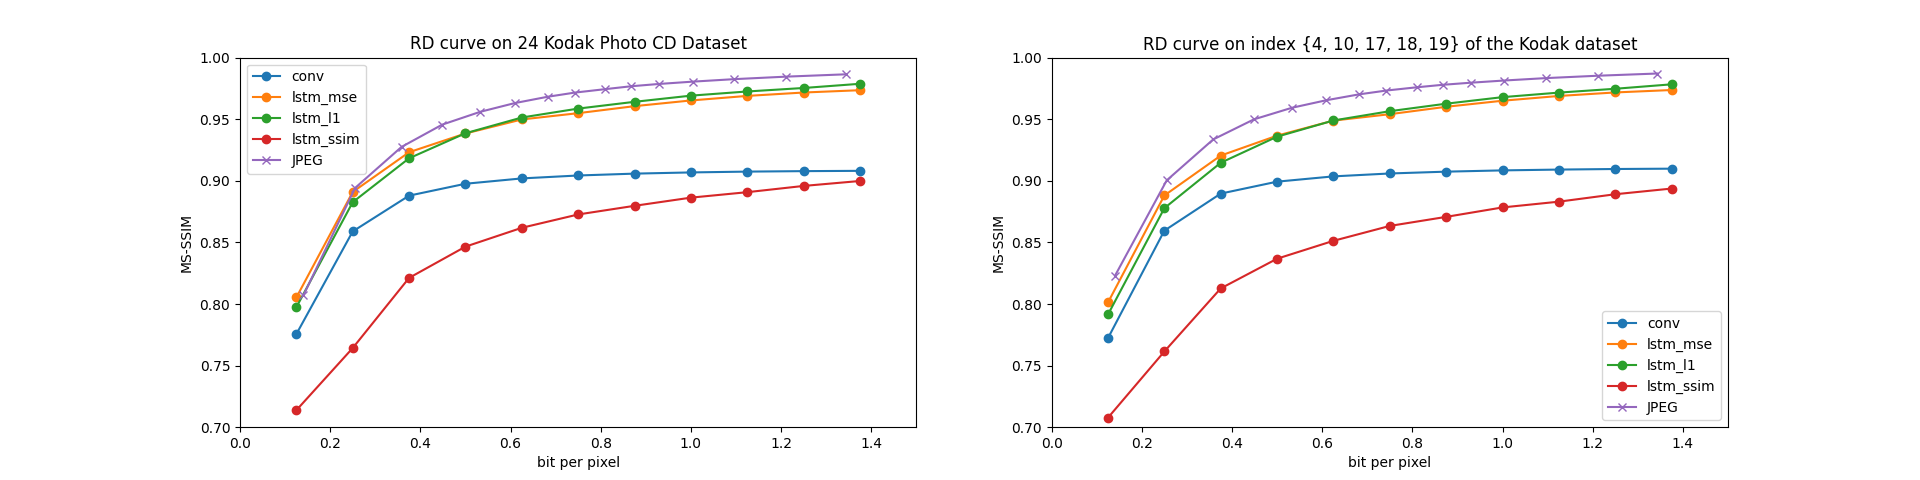 RD curve on 24 Kodak Photo CD Dataset
1.00
0.95
0.90
0.85
0.80
0.75
0.70
MS-SSIM
conv
lstm_mse
lstm_l1
lstm_ssim
JPEG
0.0 0.2 0.4 0.6 0.8 1.0 1.2 1.4
bit per pixel
RD curve on index {4, 10, 17, 18, 19} of the Kodak dataset
1.00
0.95
0.90
0.85
0.80
0.75
0.70
MS-SSIM
conv
lstm_mse
lstm_l1
lstm_ssim
JPEG
0.0 0.2 0.4 0.6 0.8 1.0 1.2 1.4
bit per pixel